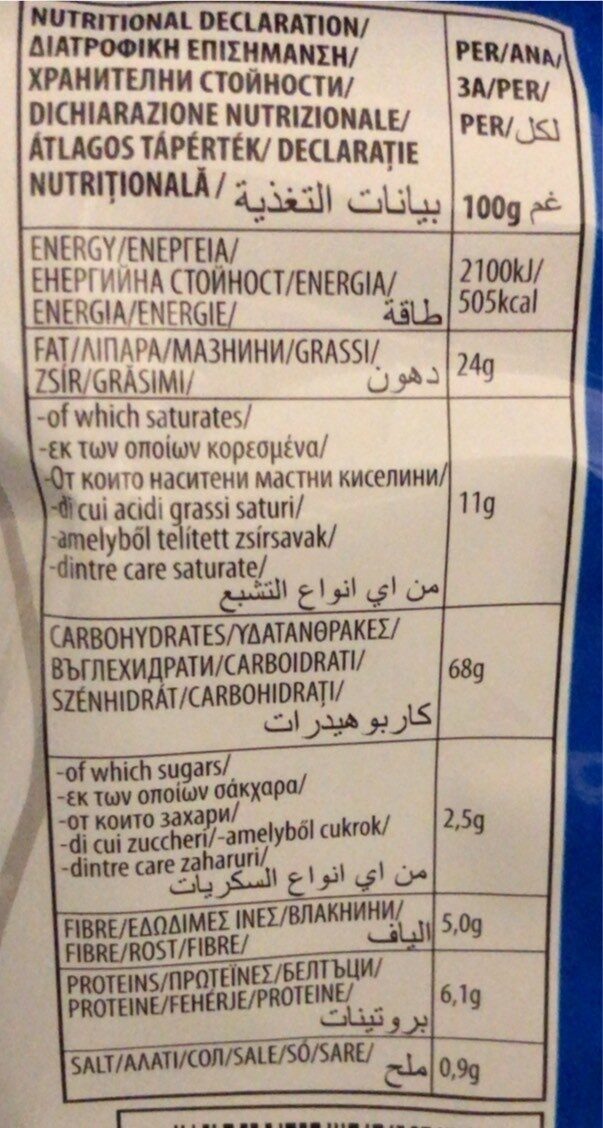 NUTRITIONAL DECLARATION/
ΔΙΑΤΡΟΦΙΚΗ ΕΠΙΣΗΜΑΝΣΗ/
ХРАНИТЕЛНИ СТОЙНОСТИ/
DICHIARAZIONE NUTRIZIONALE/
ÁTLAGOS TÁPÉRTÉK/ DECLARAȚIE
NUTRIȚIONALĂ/ بيانات التغذية
PER/ANA/
ЗА/PER/
PER/لكل
100g غم
ENERGY/ΕΝΕΡΓΕΙΑ/
ЕНЕРГИЙНА СТОЙНОСТ/ENERGIA/
ENERGIA/ENERGIE/ طاقة
2100kJ/
505kcal
FAT/ΛΙΠΑΡΑ/МАЗНИНИ/GRASSI/
ZSÍR/GRĂSIMI/ دهون
24g
-of which saturates/
-εκ των οποίων κορεσμένα/
-От които наситени мастни киселини/
-di cui acidi grassi saturi/
-amelyből telített zsírsavak/
-dintre care saturate/
من اي انواع التشبع
11g
CARBOHYDRATES/ΥΔΑΤΑΝΘΡΑΚΕΣ/
ВЪГЛЕХИДРАТИ/CARBOIDRATI/
SZÉNHIDRÁT/CARBOHIDRAȚI/
كاربو هيدر ات
68g
-of which sugars/
-εκ των οποίων σάκχαρα/
-от които захари/
-di cui zuccheri/-amelyből cukrok/
-dintre care zaharuri/
من اي انواع السكريات
2,5g
FIBRE/ΕΔΩΔΙΜΕΣ ΙΝΕΣ/ВЛАКНИНИ/
FIBRE/ROST/FIBRE/ الياف
5,0g
PROTEINS/ΠΡΩΤΕΪΝΕΣ/БЕЛТЪЦИ/
PROTEINE/FEHÉRJE/PROTEINE/
بروتينات
6,1g
SALT/ΑΛΑΤΙ/СОЛ/SALE/SÓ/SARE/ ملح
0,9g